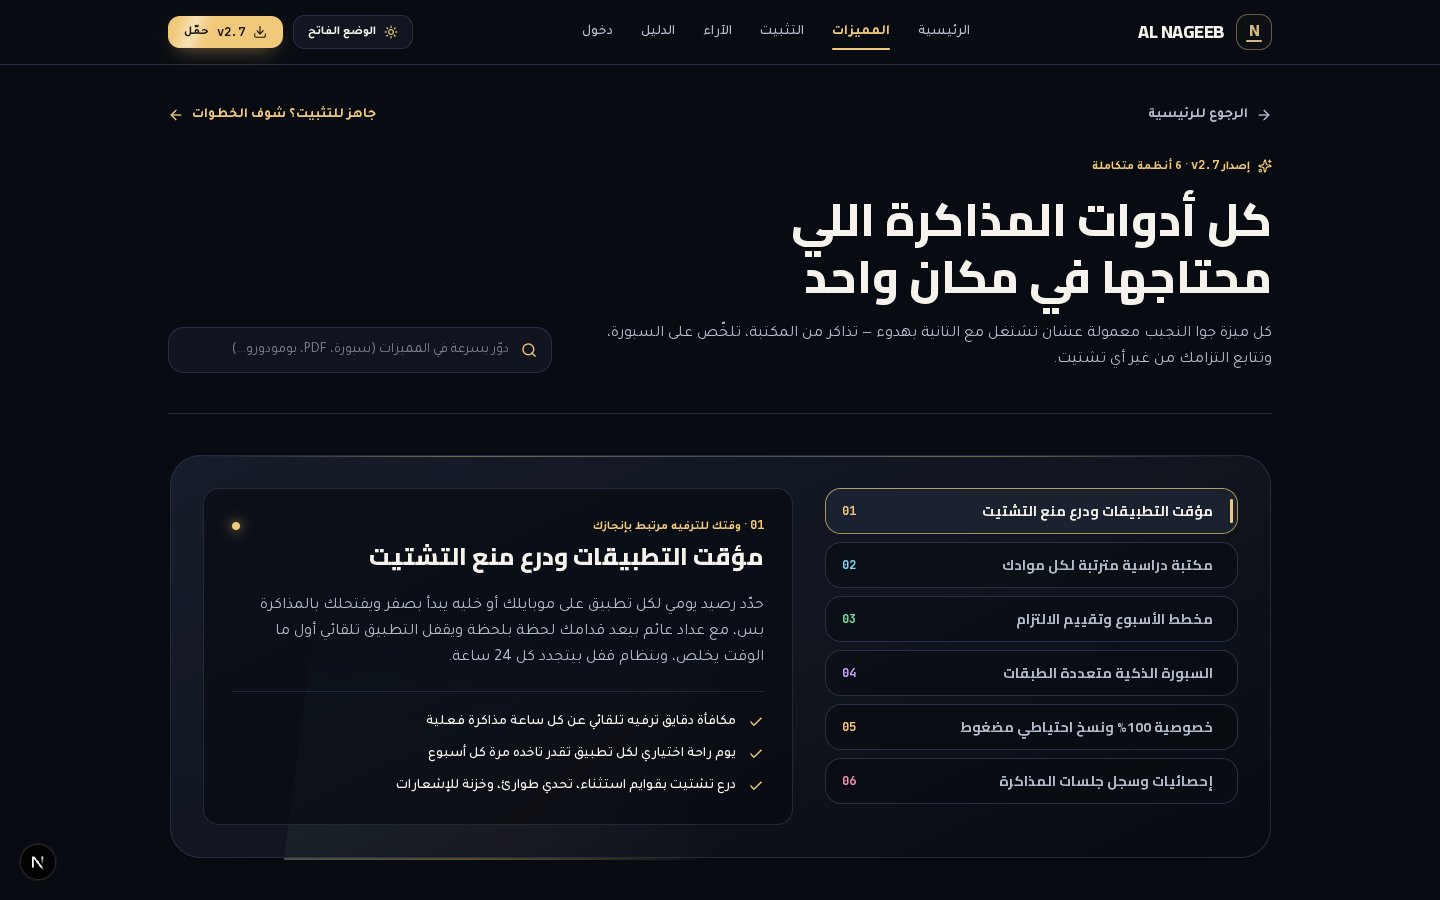 N
AL NAGEEB
الرئيسية
المميزات
التثبيت
الآراء
الدليل
دخول
الوضع الفاتح
v2.7 حمّل
الرجوع للرئيسية
جاهز للتثبيت؟ شوف الخطوات
إصدار v2.7 · 6 أنظمة متكاملة
كل أدوات المذاكرة اللي
محتاجها في مكان واحد
كل ميزة جوا النجيب معمولة عشان تشتغل مع التانية بهدوء — تذاكر من المكتبة، تلخّص على السبورة،
وتتابع التزامك من غير أي تشتيت.
دوّر بسرعة في المميزات (سبورة، PDF، بومودورو...)
مؤقت التطبيقات ودرع منع التشتيت 01
مكتبة دراسية مترتبة لكل موادك 02
مخطط الأسبوع وتقييم الالتزام 03
السبورة الذكية متعددة الطبقات 04
خصوصية 100% ونسخ احتياطي مضغوط 05
إحصائيات وسجل جلسات المذاكرة 06
01 · وقتك للترفيه مرتبط بإنجازك
مؤقت التطبيقات ودرع منع التشتيت
حدّد رصيد يومي لكل تطبيق على موبايلك أو خليه يبدأ بصفر ويفتحلك بالمذاكرة
بس، مع عداد عائم بيعد قدامك لحظة بلحظة ويقفل التطبيق تلقائي أول ما
الوقت يخلص، وبنظام قفل بيتجدد كل 24 ساعة.
مكافأة دقايق ترفيه تلقائي عن كل ساعة مذاكرة فعلية
يوم راحة اختياري لكل تطبيق تقدر تاخده مرة كل أسبوع
درع تشتيت بقوايم استثناء، تحدي طوارئ، وخزنة للإشعارات
N